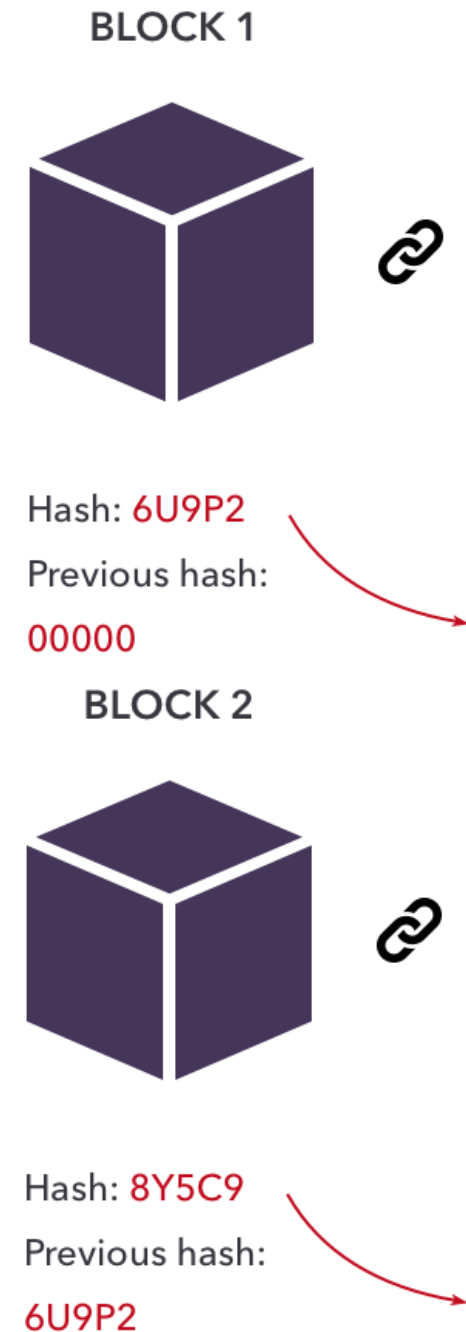 BLOCK 1
Hash: 6U9P2
Previous hash:
00000
BLOCK 2
Hash: 8Y5C9
Previous hash:
6U9P2